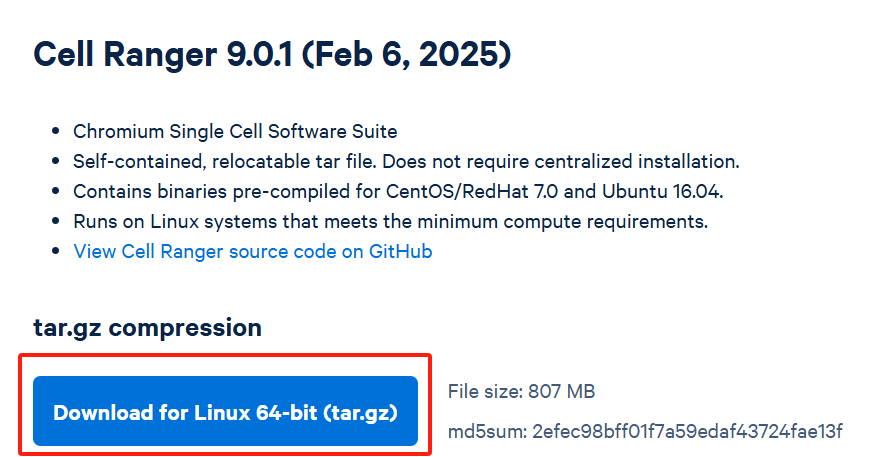 Cell Ranger 9.0.1 (Feb 6, 2025)
• Chromium Single Cell Software Suite
• Self-contained, relocatable tar file. Does not require centralized installation.
• Contains binaries pre-compiled for CentOS/RedHat 7.0 and Ubuntu 16.04.
• Runs on Linux systems that meets the minimum compute requirements.
• View Cell Ranger source code on GitHub
tar.gz compression
Download for Linux 64-bit (tar.gz)
File size: 807 MB
md5sum: 2efec98bff01f7a59edaf43724fae13f